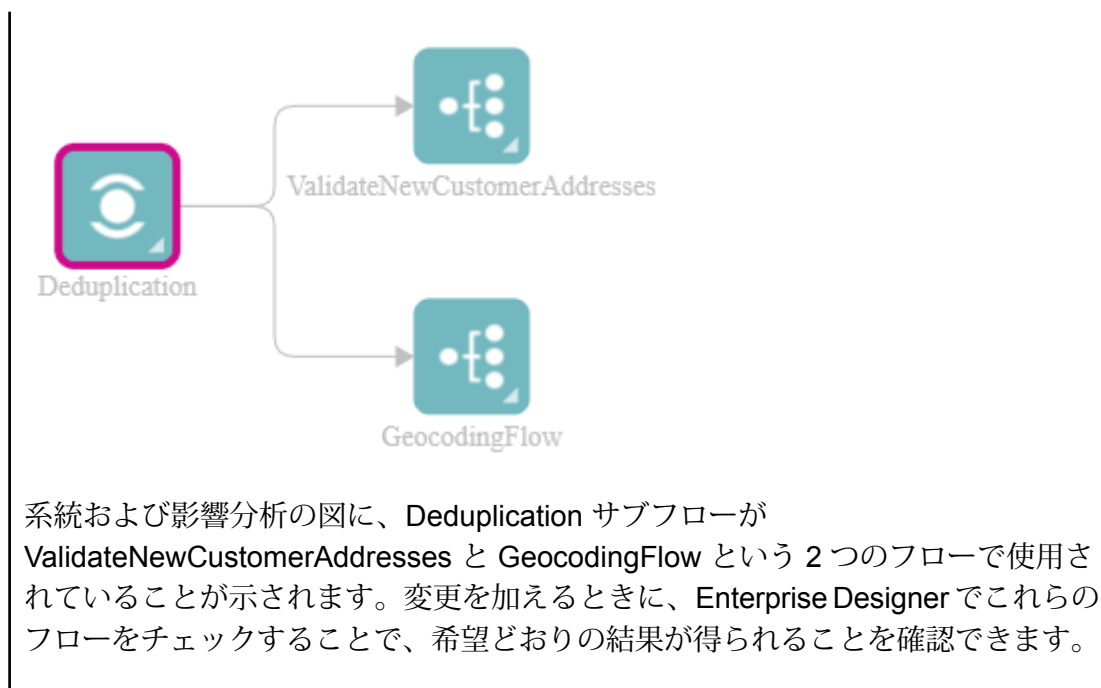 ValidateNewCustomerAddresses
Deduplication
GeocodingFlow
系統および影響分析の図に、Deduplication サブフローが
ValidateNewCustomerAddresses と GeocodingFlow という 2 つのフローで使用さ
れていることが示されます。変更を加えるときに、Enterprise Designer でこれらの
フローをチェックすることで、希望どおりの結果が得られることを確認できます。